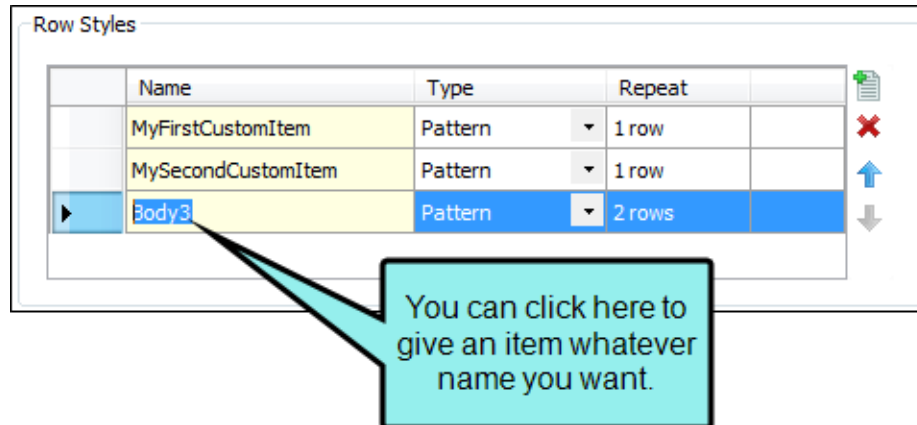 Row Styles
Name Type Repeat
MyFirstCustomItem Pattern 1 row
MySecondCustomItem Pattern 1 row
Body3 Pattern 2 rows
You can click here to
give an item whatever
name you want.